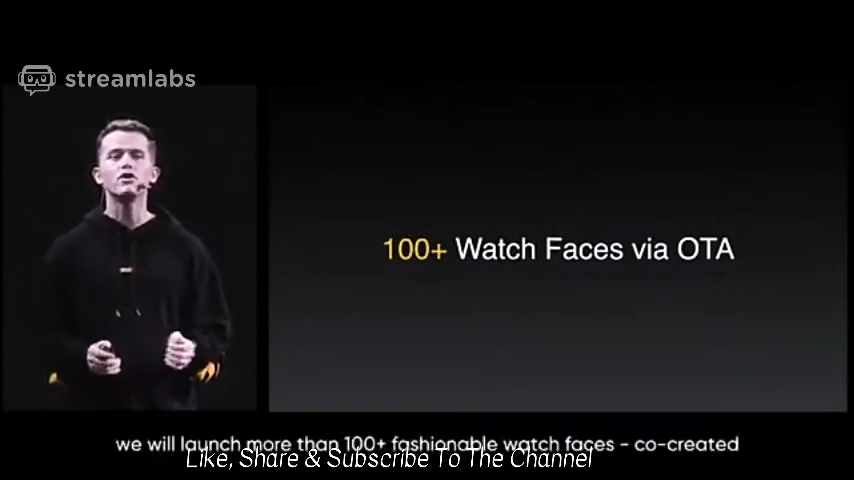 streamlabs
100+ Watch Faces via OTA
we will launch more than 100+ fashionable watch faces - co-created
Like, Share & Subscribe To The Channel